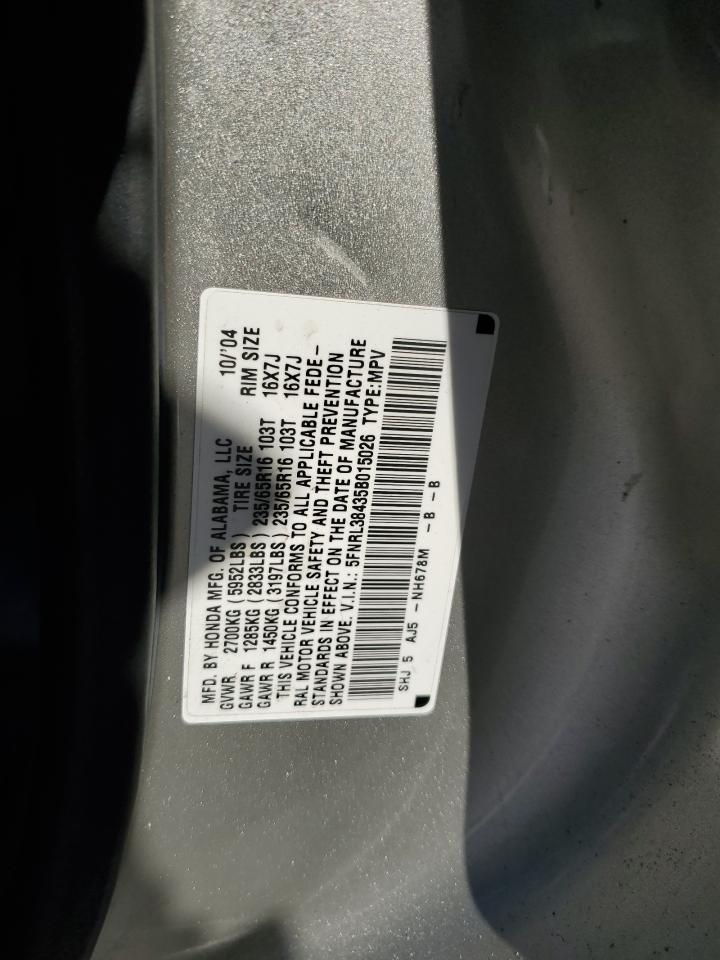 MFD. BY HONDA MFG. OF ALABAMA, LLC 10/'04
GVWR 2700KG (5952LBS) TIRE SIZE RIM SIZE
GAWR F 1285KG (2833LBS) 235/65R16 103T 16X7J
GAWR R 1450KG (3197LBS) 235/65R16 103T 16X7J
THIS VEHICLE CONFORMS TO ALL APPLICABLE FEDE-
RAL MOTOR VEHICLE SAFETY AND THEFT PREVENTION
STANDARDS IN EFFECT ON THE DATE OF MANUFACTURE
SHOWN ABOVE. V.I.N.: 5FNRL38435B015026 TYPE:MPV
SHJ 5 AJ5 -NH678M -B -B